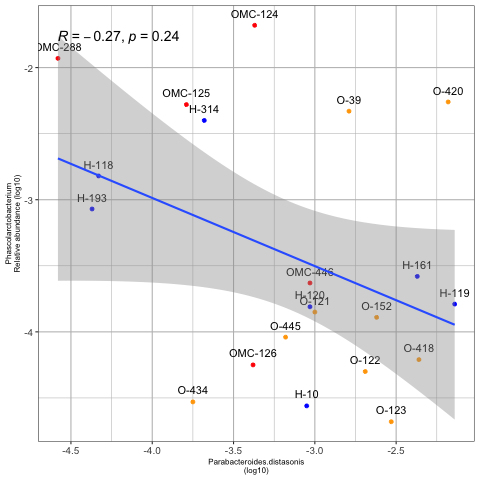 OMC-124
R = −0.27, p = 0.24
OMC-288
OMC-125
H-314
O-39
O-420
H-118
H-193
OMC-446
H-161
H-120
O-121
H-119
O-152
O-445
OMC-126
O-122
O-418
O-434
H-10
O-123
-2
-3
-4
-4.5
-4.0
-3.5
-3.0
-2.5
Phascolarctobacterium
Relative abundance (log10)
Parabacteroides.distasonis
(log10)